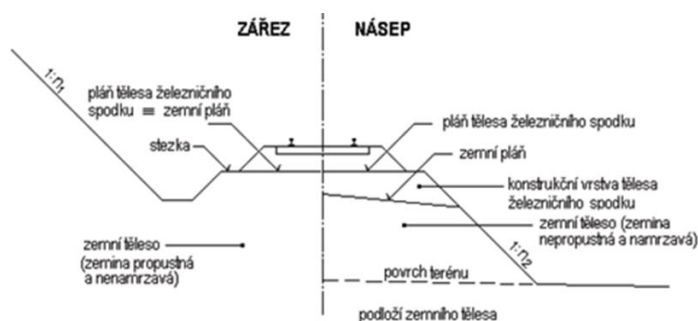 ZÁŘEZ
NÁSEP
1:n1
pláň tělesa železničního
spodku ≡ zemní pláň
stezka
zemní těleso
(zemina propustná
a nenamrzavá)
pláň tělesa železničního spodku
zemní pláň
konstrukční vrstva tělesa
železničního spodku
zemní těleso (zemina
nepropustná a namrzavá)
1:n2
povrch terénu
podloží zemního tělesa